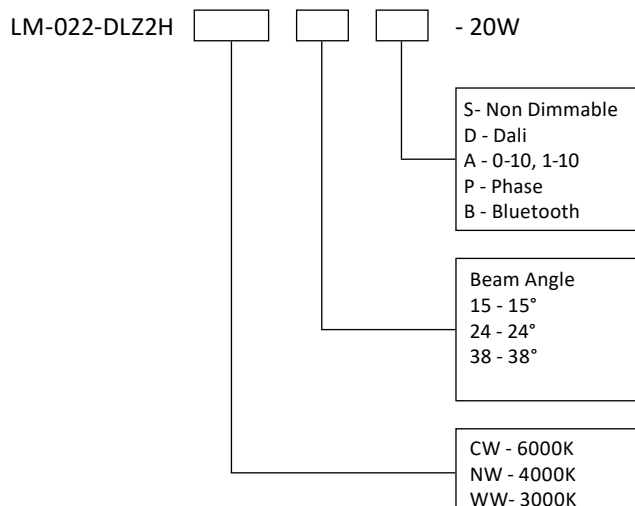 LM-022-DLZ2H - 20W
S- Non Dimmable
D - Dali
A - 0-10, 1-10
P - Phase
B - Bluetooth
Beam Angle
15 - 15°
24 - 24°
38 - 38°
CW - 6000K
NW - 4000K
WW- 3000K